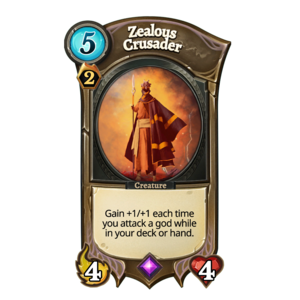 5
Zealous
Crusader
2
Creature
Gain +1/+1 each time
you attack a god while
in your deck or hand.
4
4